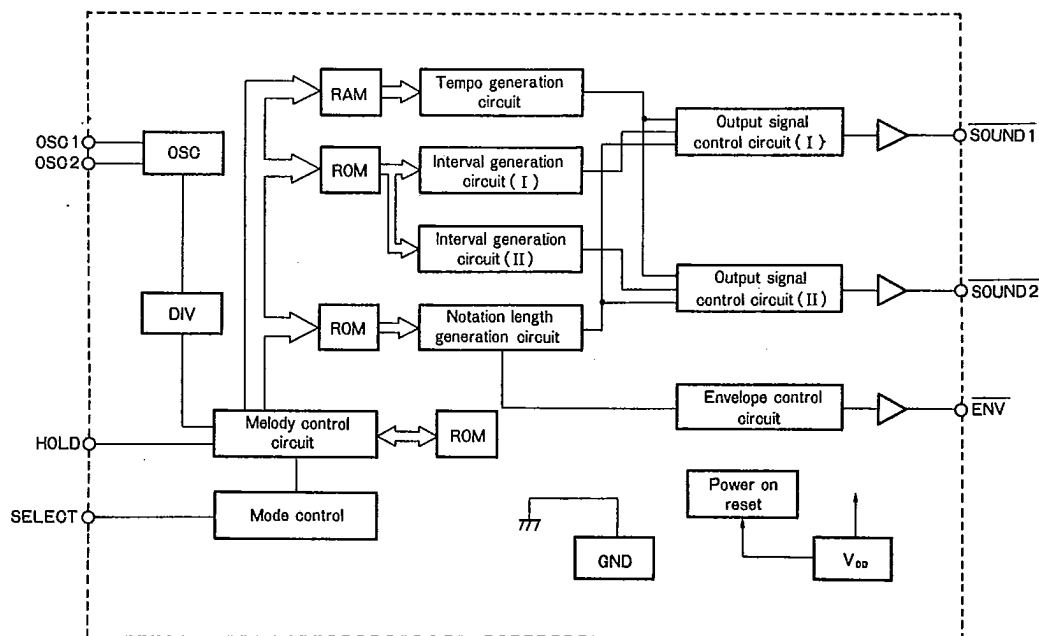 RAM
Tempo generation
circuit
OSC1
OSC2
OSC
Output signal
control circuit(I)
SOUND1
ROM
Interval generation
circuit(I)
Interval generation
circuit(II)
Output signal
control circuit(II)
SOUND2
DIV
ROM
Notation length
generation circuit
Envelope control
circuit
ENV
Melody control
circuit
ROM
HOLD
SELECT
Mode control
Power on
reset
GND
VDD